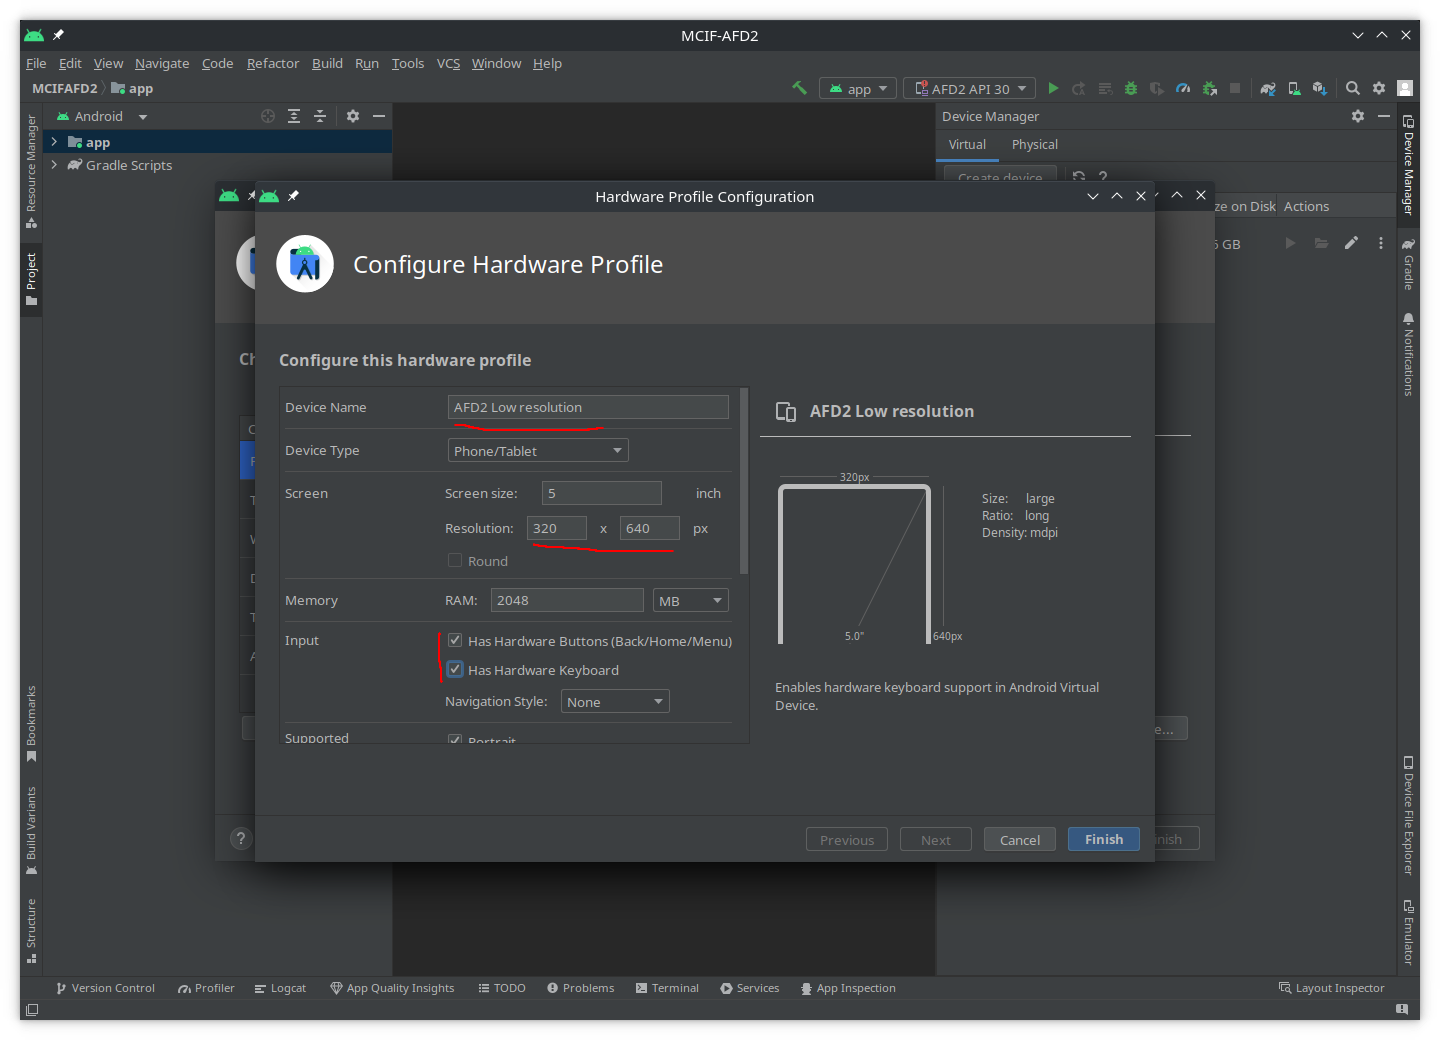 MCIF-AFD2
File Edit View Navigate Code Refactor Build Run Tools VCS Window Help
MCIFAFD2 app
app
AFD2 API 30
Resource Manager
Project
Bookmarks
Build Variants
Structure
Android
app
Gradle Scripts
Device Manager
Virtual Physical
Create device
?
ze on Disk Actions
GB
Hardware Profile Configuration
Configure Hardware Profile
Configure this hardware profile
Device Name AFD2 Low resolution
Device Type Phone/Tablet
Screen Screen size: 5 inch
Resolution: 320 x 640 px
Round
Memory RAM: 2048 MB
Input Has Hardware Buttons (Back/Home/Menu)
Has Hardware Keyboard
Navigation Style: None
Supported Portrait
AFD2 Low resolution
320px
5.0"
640px
Size: large
Ratio: long
Density: mdpi
Enables hardware keyboard support in Android Virtual
Device.
Previous Next Cancel Finish
?
e...
nish
Device Manager
Gradle
Notifications
Device File Explorer
Emulator
Version Control Profiler Logcat App Quality Insights TODO Problems Terminal Services App Inspection Layout Inspector